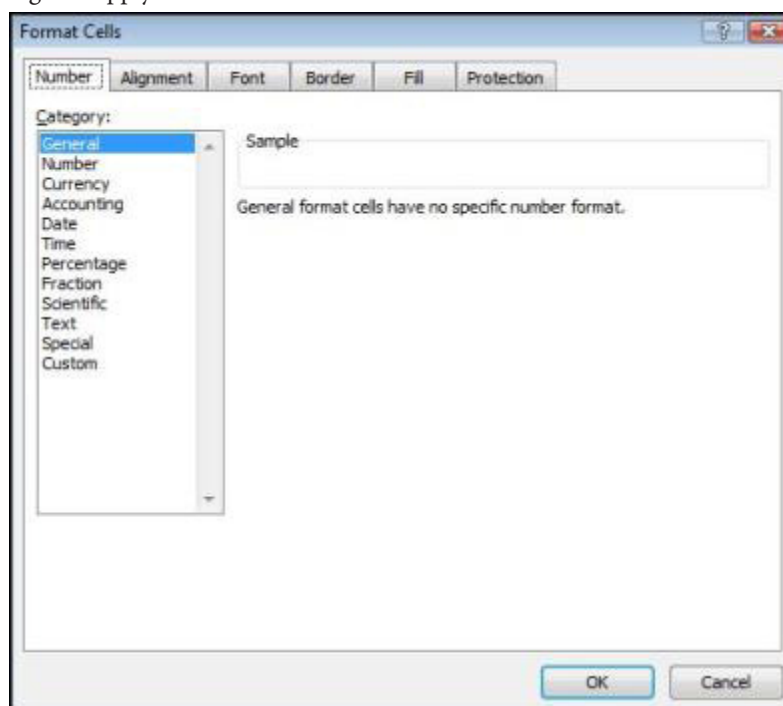 Format Cells
Number Alignment Font Border Fill Protection
Category:
General
Number
Currency
Accounting
Date
Time
Percentage
Fraction
Scientific
Text
Special
Custom
Sample
General format cells have no specific number format.
OK Cancel